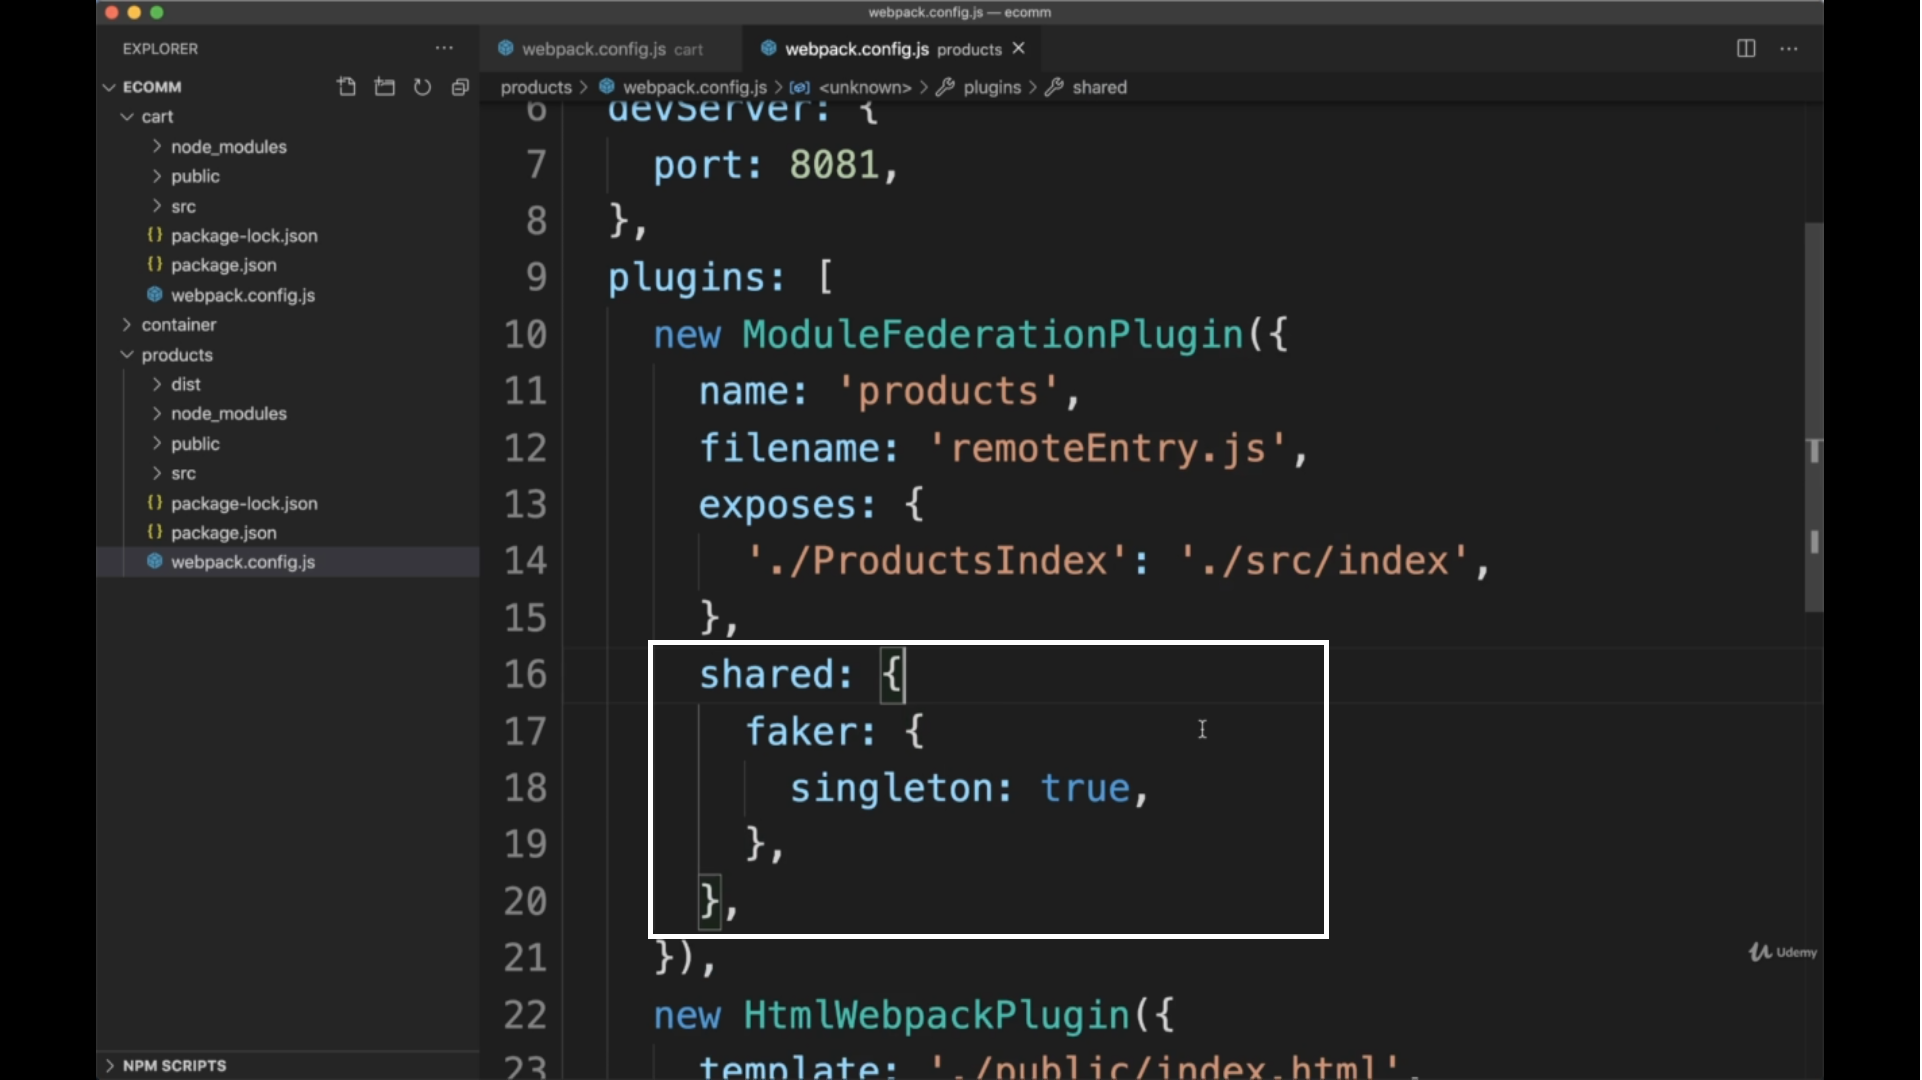 webpack.config.js — ecomm
EXPLORER
webpack.config.js cart
webpack.config.js products
ECOMM
products > webpack.config.js > <unknown> > plugins > shared
cart
node_modules
public
src
package-lock.json
package.json
webpack.config.js
container
products
dist
node_modules
public
src
package-lock.json
package.json
webpack.config.js
NPM SCRIPTS
6 devServer: {
7 port: 8081,
8 },
9 plugins: [
10 new ModuleFederationPlugin({
11 name: 'products',
12 filename: 'remoteEntry.js',
13 exposes: {
14 './ProductsIndex': './src/index',
15 },
16 shared: {
17 faker: {
18 singleton: true,
19 },
20 },
21 }),
22 new HtmlWebpackPlugin({
23 template: './public/index.html',
Udemy